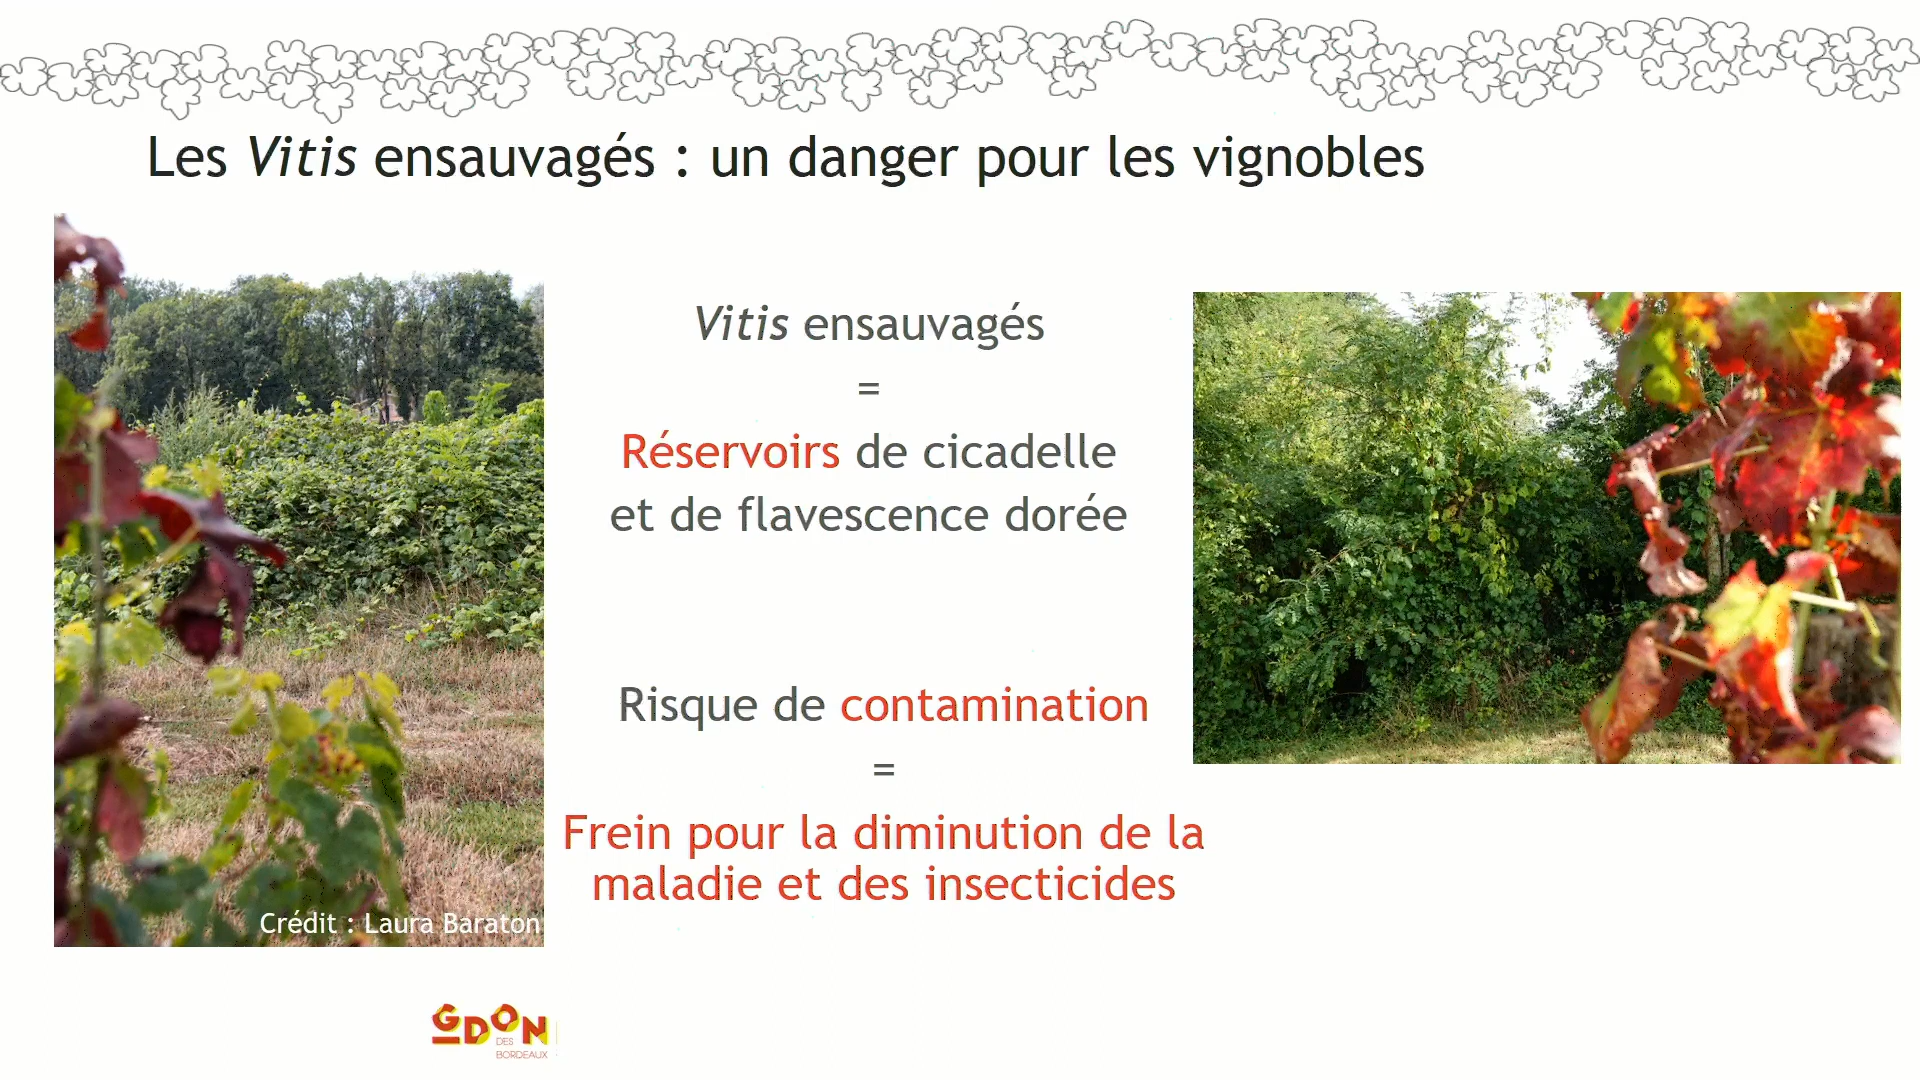 Les Vitis ensauvagés : un danger pour les vignobles
Vitis ensauvagés
=
Réservoirs de cicadelle
et de flavescence dorée
Risque de contamination
=
Frein pour la diminution de la
maladie et des insecticides
Crédit : Laura Baraton
GDON
DES
BORDEAUX